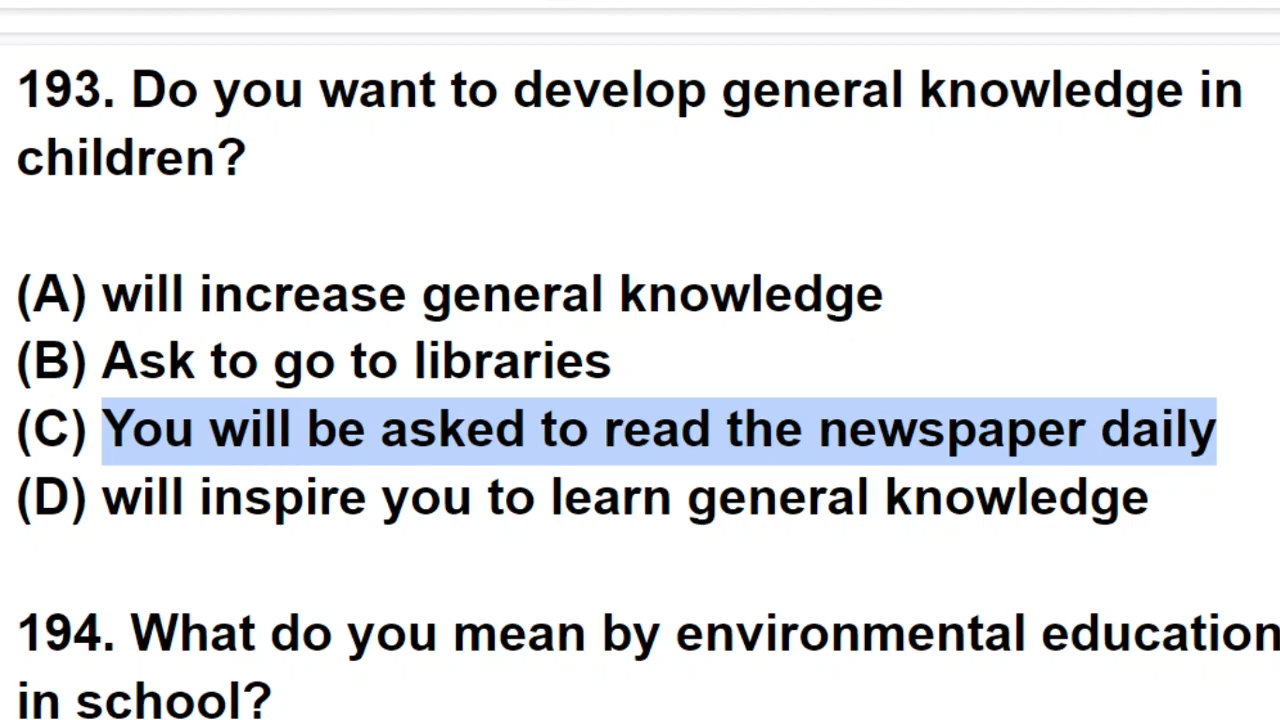 193. Do you want to develop general knowledge in
children?
(A) will increase general knowledge
(B) Ask to go to libraries
(C) You will be asked to read the newspaper daily
(D) will inspire you to learn general knowledge
194. What do you mean by environmental education
in school?